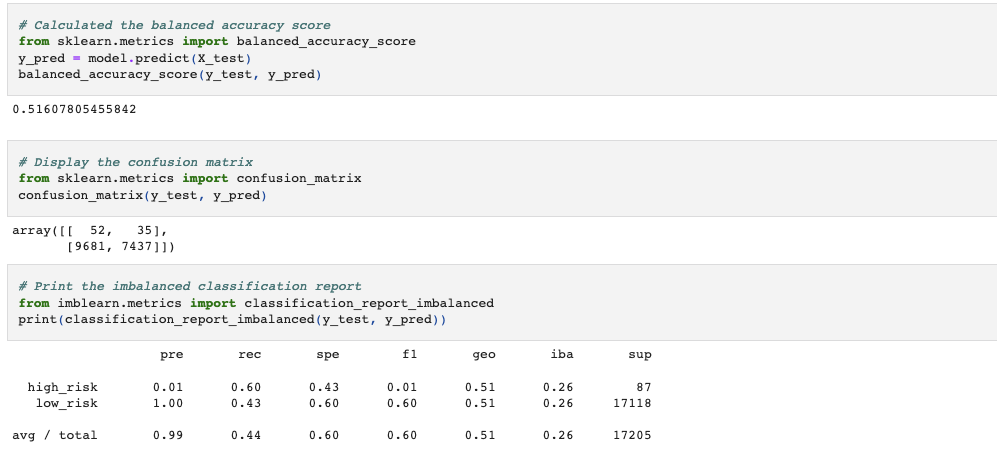 # Calculated the balanced accuracy score
from sklearn.metrics import balanced_accuracy_score
y_pred = model.predict(X_test)
balanced_accuracy_score(y_test, y_pred)
0.51607805455842
# Display the confusion matrix
from sklearn.metrics import confusion_matrix
confusion_matrix(y_test, y_pred)
array([[  52,   35],
       [9681, 7437]])
# Print the imbalanced classification report
from imblearn.metrics import classification_report_imbalanced
print(classification_report_imbalanced(y_test, y_pred))
                   pre       rec       spe        f1       geo       iba       sup
  high_risk       0.01      0.60      0.43      0.01      0.51      0.26        87
   low_risk       1.00      0.43      0.60      0.60      0.51      0.26     17118
avg / total       0.99      0.44      0.60      0.60      0.51      0.26     17205